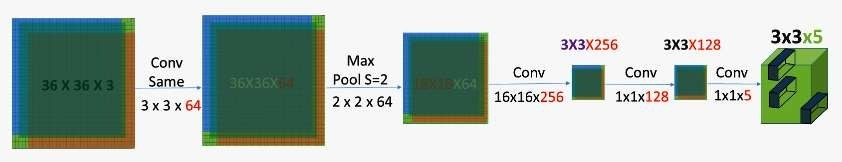 36 X 36 X 3
Conv
Same
3 x 3 x 64
36X36X64
Max
Pool S=2
2 x 2 x 64
18X18X64
Conv
16x16x256
3X3X256
Conv
1x1x128
3X3X128
Conv
1x1x5
3x3x5